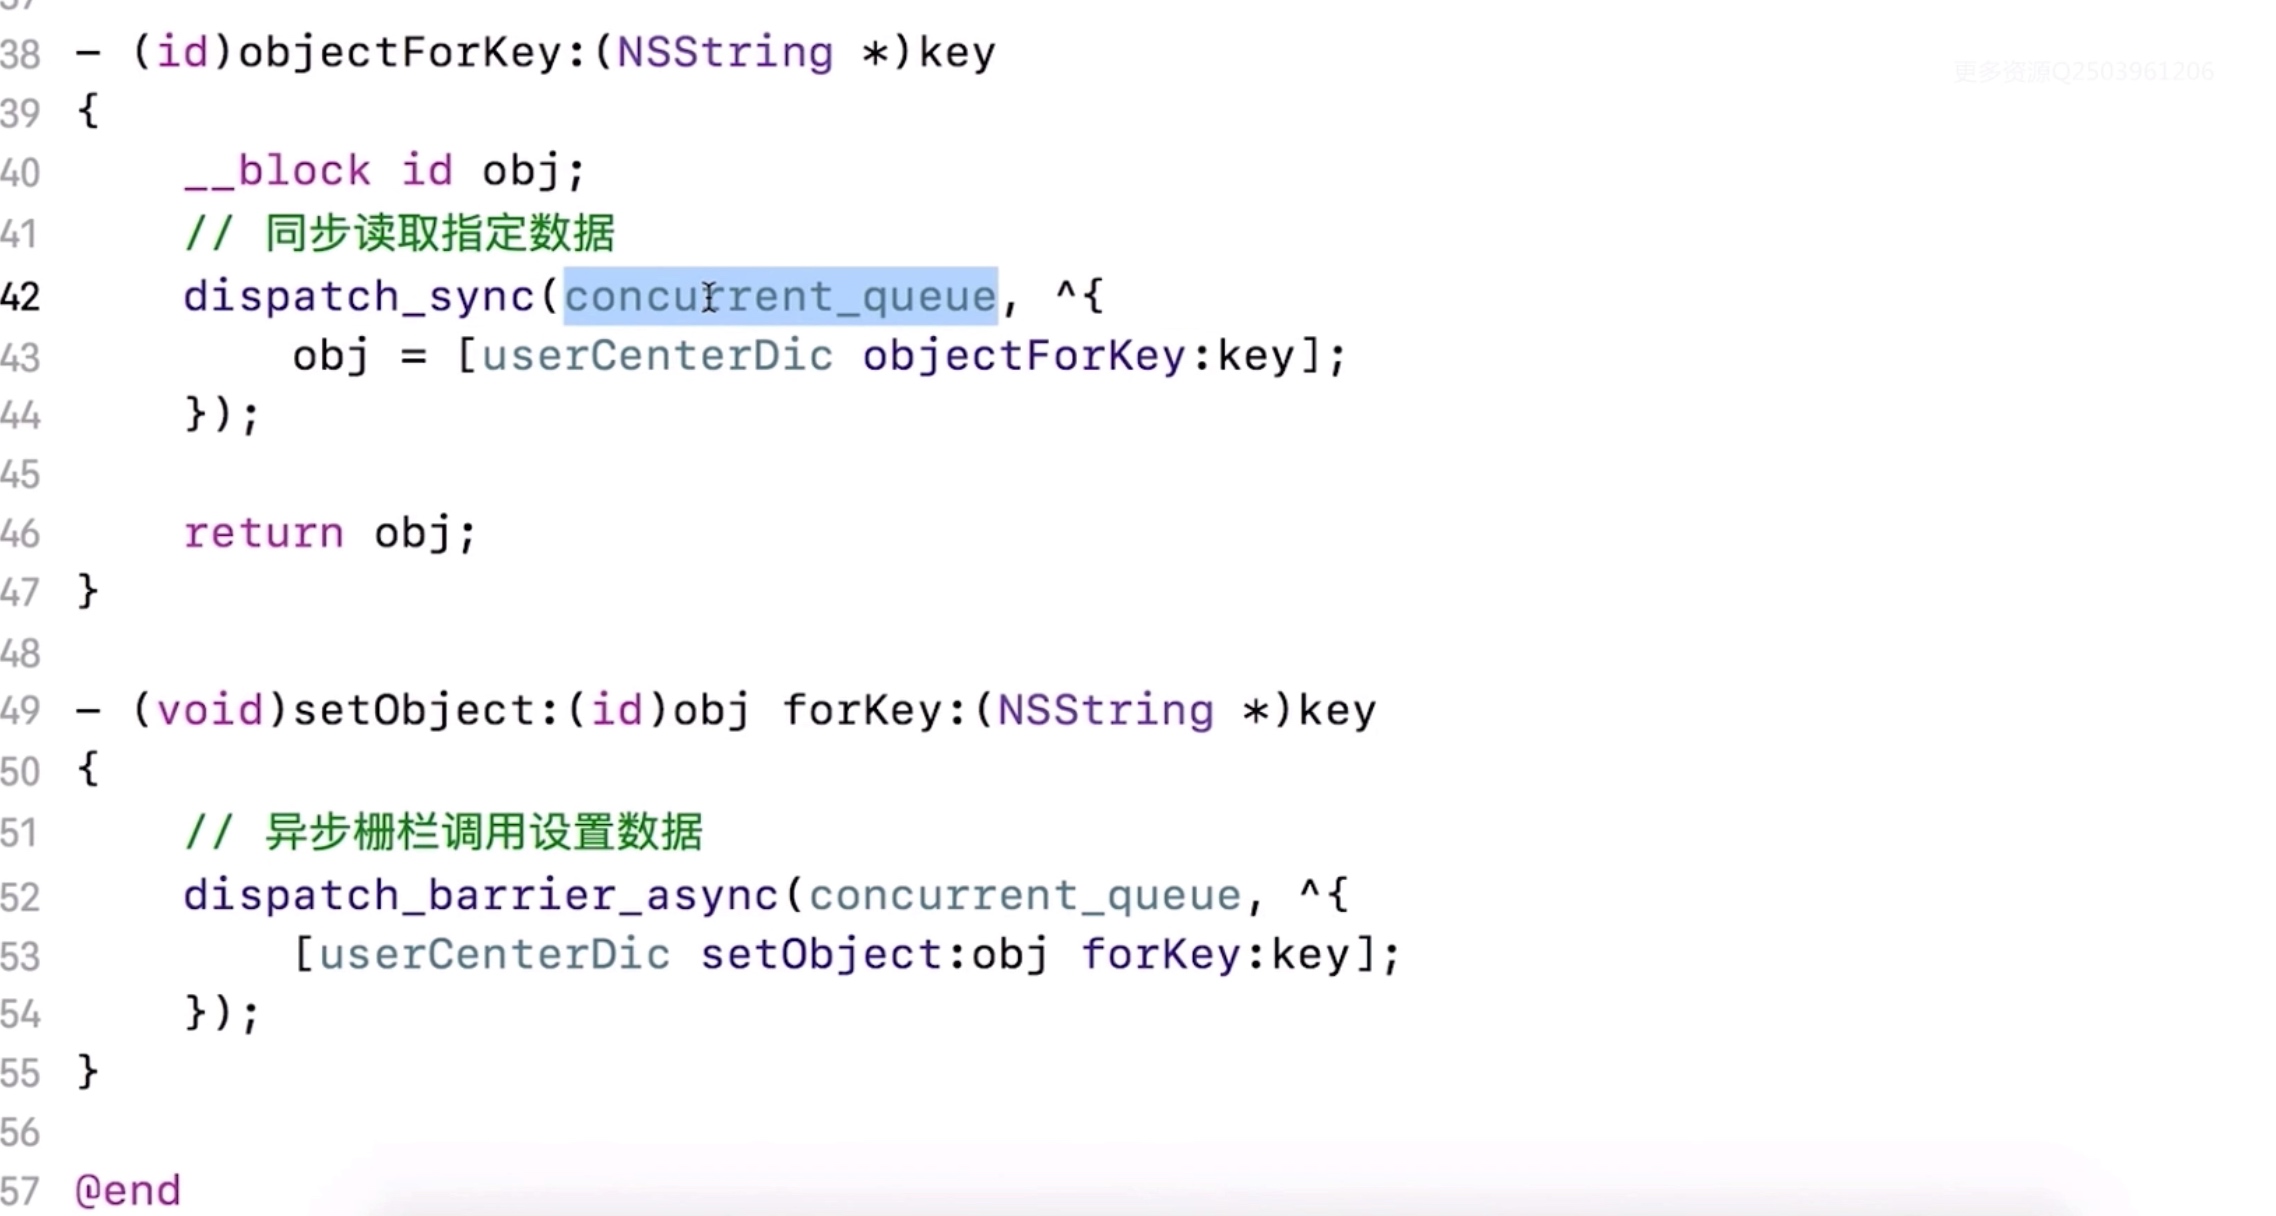 38 - (id)objectForKey:(NSString *)key
更多资源Q2503961206
39 {
40     __block id obj;
41     // 同步读取指定数据
42     dispatch_sync(concurrent_queue, ^{
43         obj = [userCenterDic objectForKey:key];
44     });
45
46     return obj;
47 }
48
49 - (void)setObject:(id)obj forKey:(NSString *)key
50 {
51     // 异步栅栏调用设置数据
52     dispatch_barrier_async(concurrent_queue, ^{
53         [userCenterDic setObject:obj forKey:key];
54     });
55 }
56
57 @end